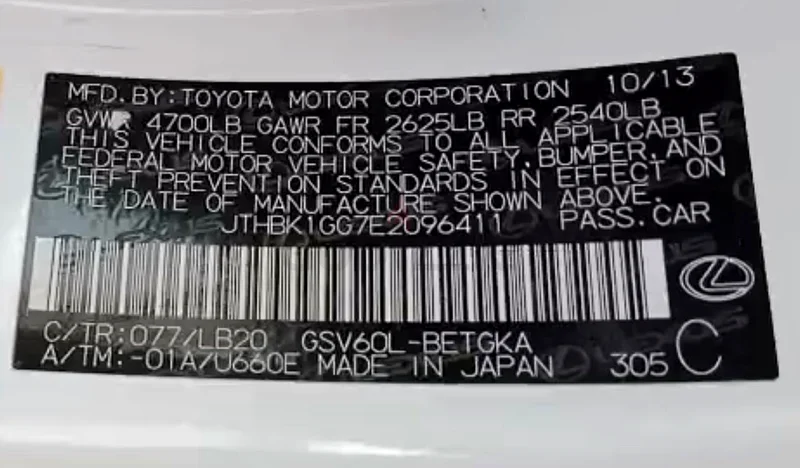 MFD.BY:TOYOTA MOTOR CORPORATION 10/13
GVWR 4700LB GAWR FR 2625LB RR 2540LB
THIS VEHICLE CONFORMS TO ALL APPLICABLE
FEDERAL MOTOR VEHICLE SAFETY,BUMPER,AND
THEFT PREVENTION STANDARDS IN EFFECT ON
THE DATE OF MANUFACTURE SHOWN ABOVE.
JTHBK1GG7E2096411 PASS.CAR
C/TR:077/LB20 GSV60L-BETGKA
A/TM:-01A/U660E MADE IN JAPAN 305 C